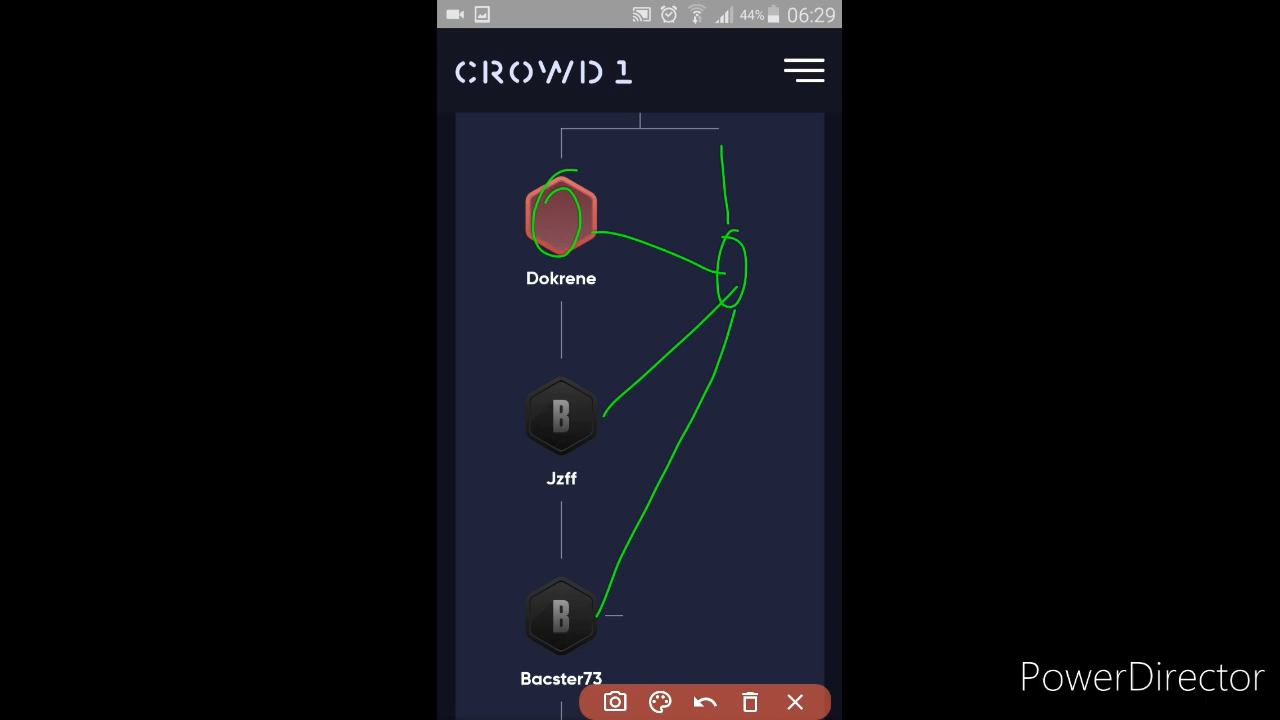 44% 06:29
CROWD 1
Dokrene
B
Jzff
B
Bacster73
PowerDirector